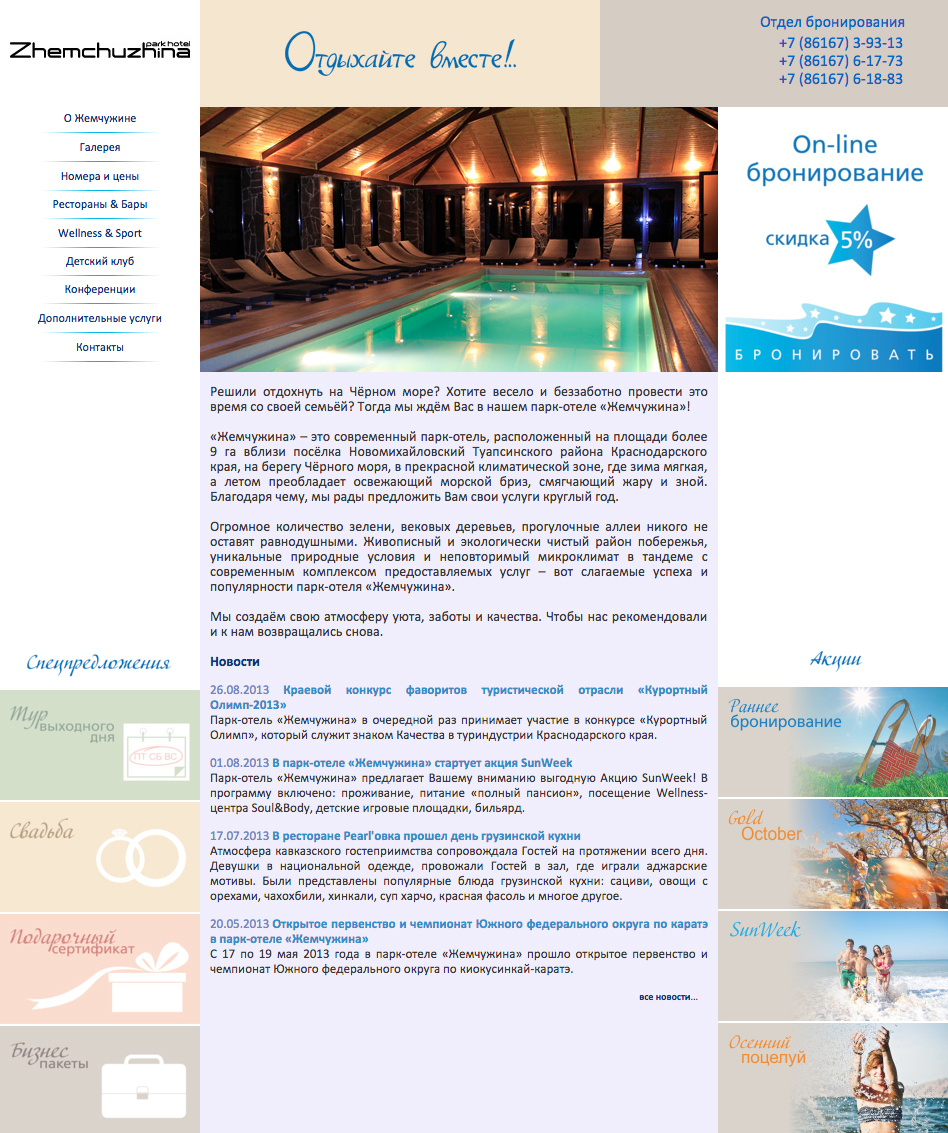 Zhemchuzhina
park hotel
Отдыхайте вместе!..
Отдел бронирования
+7 (86167) 3-93-13
+7 (86167) 6-17-73
+7 (86167) 6-18-83
О Жемчужине
Галерея
Номера и цены
Рестораны & Бары
Wellness & Sport
Детский клуб
Конференции
Дополнительные услуги
Контакты
On-line
бронирование
скидка 5%
БРОНИРОВАТЬ
Решили отдохнуть на Чёрном море? Хотите весело и беззаботно провести это
время со своей семьёй? Тогда мы ждём Вас в нашем парк-отеле «Жемчужина»!
«Жемчужина» – это современный парк-отель, расположенный на площади более
9 га вблизи посёлка Новомихайловский Туапсинского района Краснодарского
края, на берегу Чёрного моря, в прекрасной климатической зоне, где зима мягкая,
а летом преобладает освежающий морской бриз, смягчающий жару и зной.
Благодаря чему, мы рады предложить Вам свои услуги круглый год.
Огромное количество зелени, вековых деревьев, прогулочные аллеи никого не
оставят равнодушными. Живописный и экологически чистый район побережья,
уникальные природные условия и неповторимый микроклимат в тандеме с
современным комплексом предоставляемых услуг – вот слагаемые успеха и
популярности парк-отеля «Жемчужина».
Мы создаём свою атмосферу уюта, заботы и качества. Чтобы нас рекомендовали
и к нам возвращались снова.
Новости
26.08.2013 Краевой конкурс фаворитов туристической отрасли «Курортный
Олимп-2013»
Парк-отель «Жемчужина» в очередной раз принимает участие в конкурсе «Курортный
Олимп», который служит знаком Качества в туриндустрии Краснодарского края.
01.08.2013 В парк-отеле «Жемчужина» стартует акция SunWeek
Парк-отель «Жемчужина» предлагает Вашему вниманию выгодную Акцию SunWeek! В
программу включено: проживание, питание «полный пансион», посещение Wellness-
центра Soul&Body, детские игровые площадки, бильярд.
17.07.2013 В ресторане Pearl'овка прошел день грузинской кухни
Атмосфера кавказского гостеприимства сопровождала Гостей на протяжении всего дня.
Девушки в национальной одежде, провожали Гостей в зал, где играли аджарские
мотивы. Были представлены популярные блюда грузинской кухни: сациви, овощи с
орехами, чахохбили, хинкали, суп харчо, красная фасоль и многое другое.
20.05.2013 Открытое первенство и чемпионат Южного федерального округа по каратэ
в парк-отеле «Жемчужина»
С 17 по 19 мая 2013 года в парк-отеле «Жемчужина» прошло открытое первенство и
чемпионат Южного федерального округа по киокусинкай-каратэ.
все новости...
Спецпредложения
Тур
выходного
дня
ПТ СБ ВС
Свадьба
Подарочный
сертификат
Бизнес
пакеты
Акции
Раннее
бронирование
Gold
October
SunWeek
Осенний
поцелуй